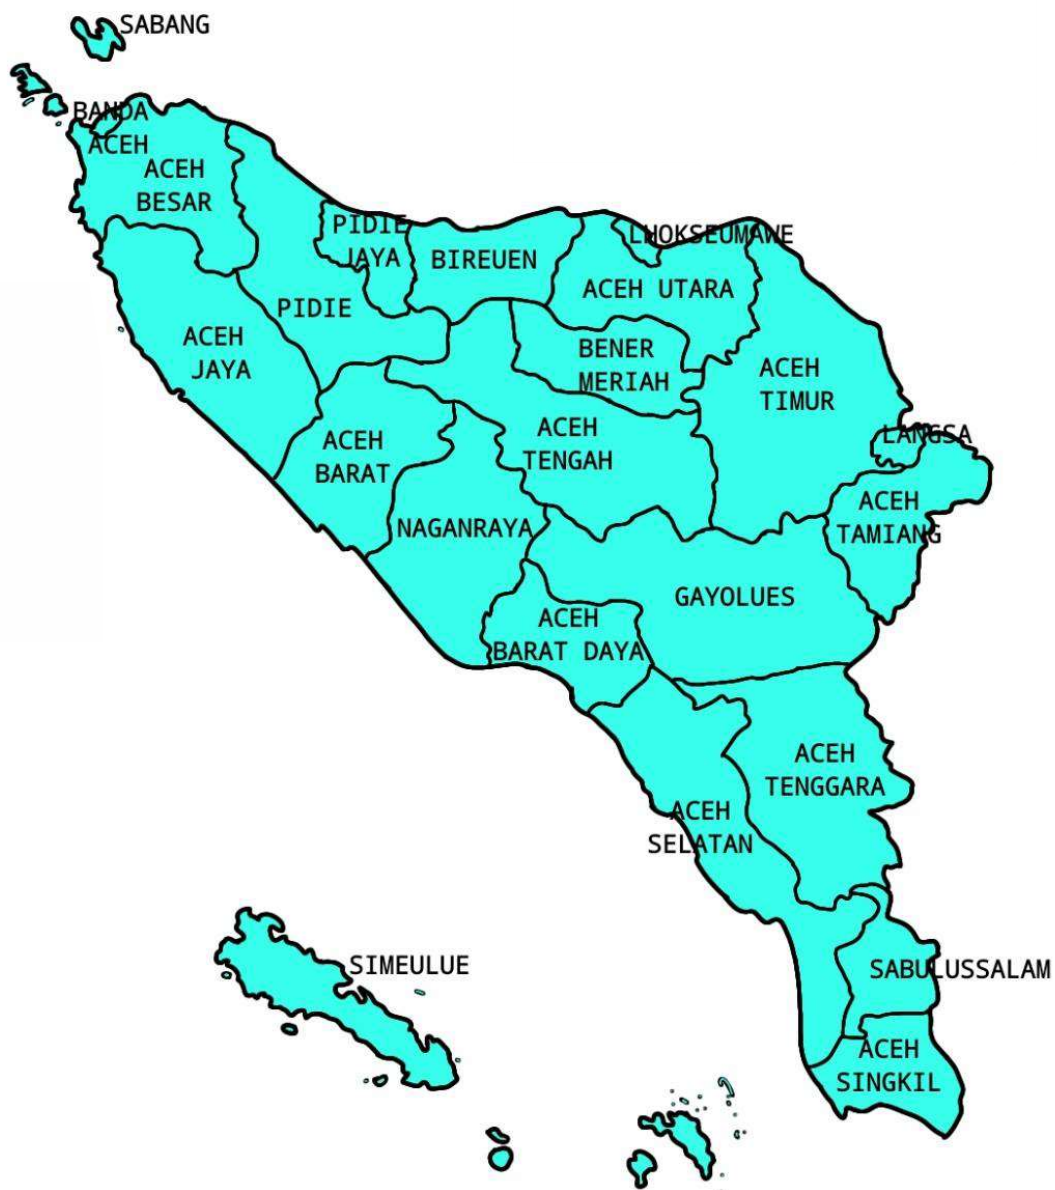 SABANG
BANDA
ACEH
ACEH
BESAR
PIDIE
JAYA
BIREUEN
LHOKSEUMAWE
ACEH UTARA
PIDIE
ACEH
JAYA
BENER
MERIAH
ACEH
TIMUR
ACEH
BARAT
ACEH
TENGAH
LANGSA
ACEH
TAMIANG
NAGANRAYA
GAYOLUES
ACEH
BARAT DAYA
ACEH
TENGGARA
ACEH
SELATAN
SIMEULUE
SABULUSSALAM
ACEH
SINGKIL